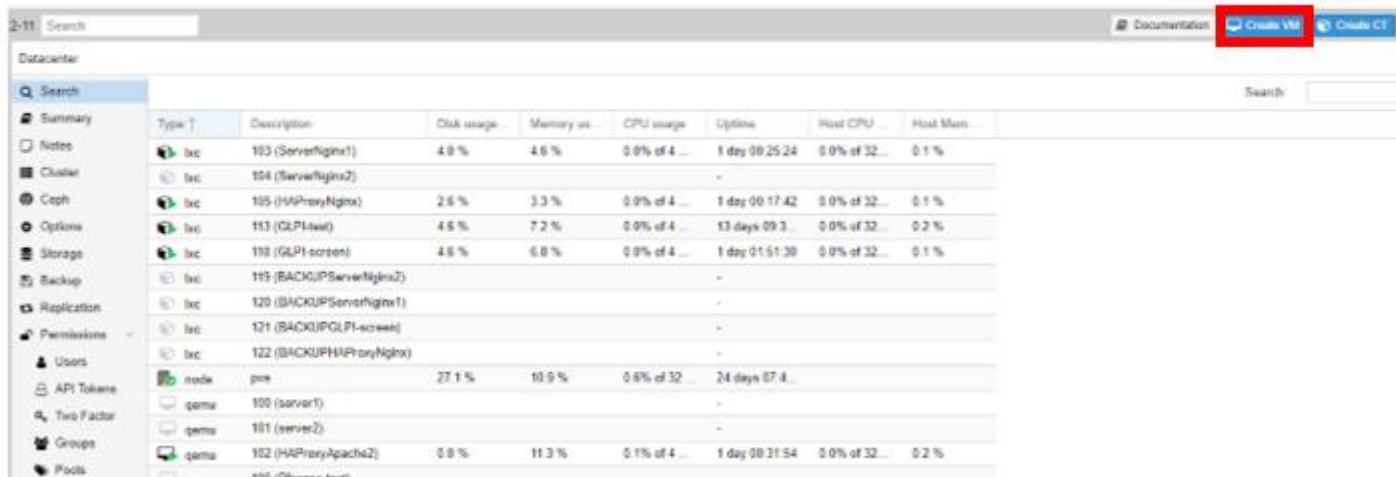 2-11 Search Documentation Create VM Create CT
Datacenter
Search Search
Summary Type ↑ Description Disk usage... Memory us... CPU usage Uptime Host CPU ... Host Mem...
Notes lxc 103 (ServerNginx1) 4.6 % 0.0% of 4 ... 1 day 00:25:24 0.0% of 32... 0.1 %
Cluster lxc 104 (ServerNginx2) -
Ceph lxc 105 (HAProxyNginx) 2.6 % 3.3 % 0.0% of 4 ... 1 day 00:17:42 0.0% of 32... 0.1 %
Options lxc 113 (GLPI-test) 4.6 % 7.2 % 0.0% of 4 ... 13 days 09:3... 0.0% of 32... 0.2 %
Storage lxc (GLPI-screen) 4.6 % 6.8 % 0.0% of 4 ... 1 day 01:51:30 0.0% of 32... 0.1 %
Backup lxc 119 (BACKUPServerNginx2) -
Replication lxc 120 (BACKUPServerNginx1) -
Permissions lxc 121 (BACKUPGLPI-screen) -
Users lxc 122 (BACKUPHAProxyNginx) -
API Tokens node pve 27.1 % 10.9 % 0.6% of 32 ... 24 days 07:4...
Two Factor qemu 100 (server1) -
Groups qemu 101 (server2) -
Pools qemu 102 (HAProxyApache2) 0.8 % 11.3 % 0.1% of 4 ... 1 day 00:31:54 0.0% of 32... 0.2 %